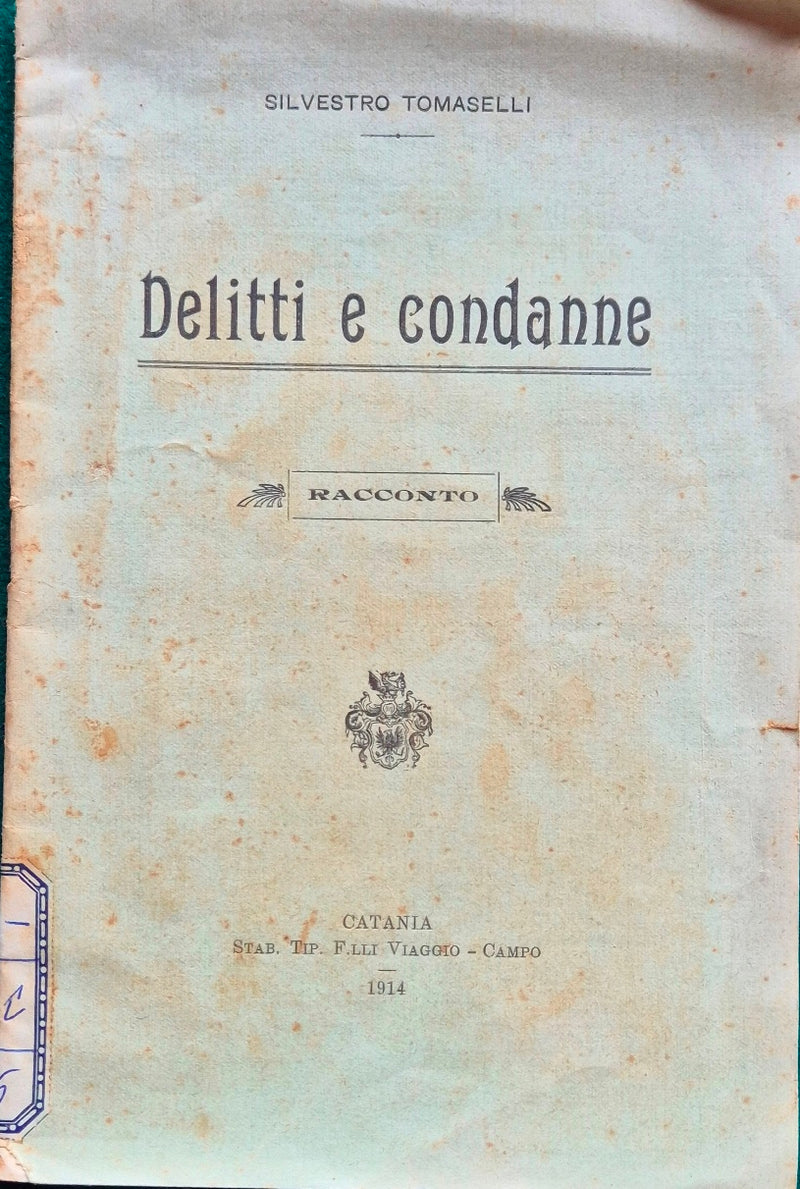 SILVESTRO TOMASELLI
Delitti e condanne
RACCONTO
CATANIA
STAB. TIP. F.LLI VIAGGIO – CAMPO
1914